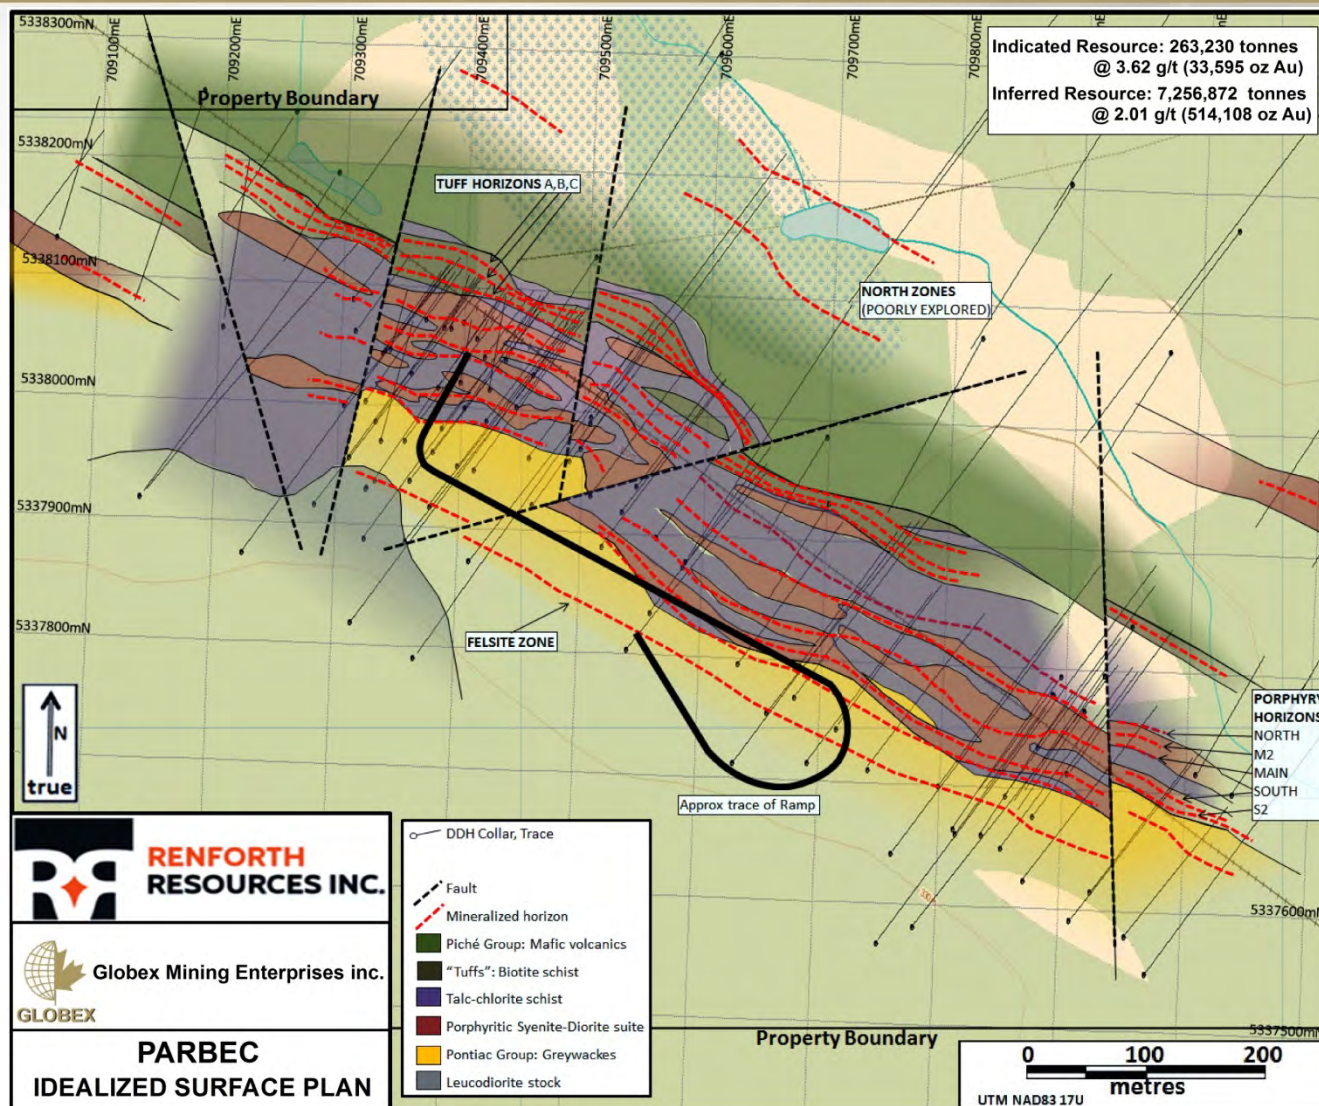 5338300mN
709100mE
709200mE
709300mE
709400mE
709500mE
709600mE
709700mE
709800mE
Indicated Resource: 263,230 tonnes
@ 3.62 g/t (33,595 oz Au)
Inferred Resource: 7,256,872 tonnes
@ 2.01 g/t (514,108 oz Au)
Property Boundary
5338200mN
TUFF HORIZONS A,B,C
5338100mN
NORTH ZONES
(POORLY EXPLORED)
5338000mN
5337900mN
5337800mN
FELSITE ZONE
N
true
PORPHYRY
HORIZONS
NORTH
M2
MAIN
SOUTH
S2
Approx trace of Ramp
RENFORTH
RESOURCES INC.
GLOBEX
Globex Mining Enterprises inc.
PARBEC
IDEALIZED SURFACE PLAN
DDH Collar, Trace
Fault
Mineralized horizon
Piché Group: Mafic volcanics
"Tuffs": Biotite schist
Talc-chlorite schist
Porphyritic Syenite-Diorite suite
Pontiac Group: Greywackes
Leucodiorite stock
5337600mN
5337500mN
Property Boundary
0 100 200
metres
UTM NAD83 17U